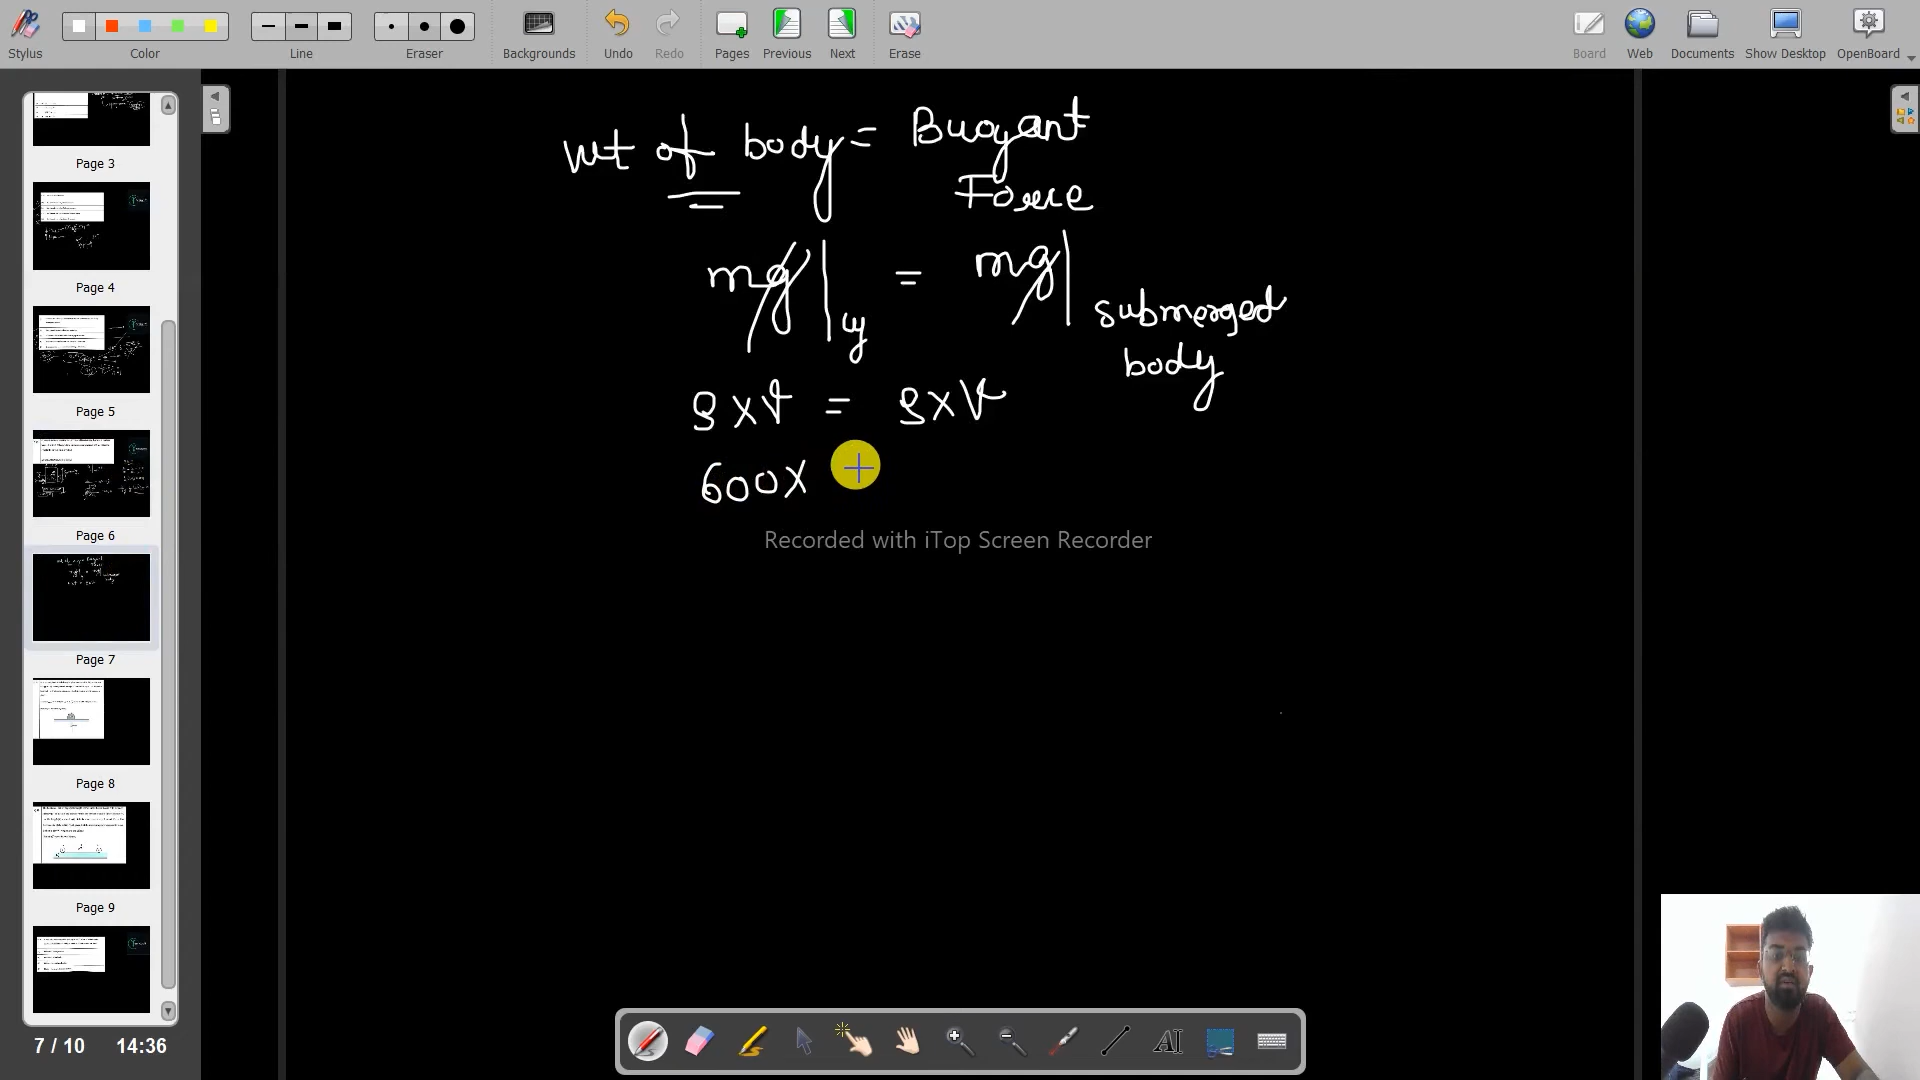 Stylus
Color
Line
Eraser
Backgrounds
Undo
Redo
Pages
Previous
Next
Erase
Board
Web
Documents
Show Desktop
OpenBoard
Page 3
Page 4
Page 5
Page 6
Page 7
Page 8
Page 9
7 / 10 14:36
wt of body = Buoyant
Force
mg| cy = mg| submerged
body
ρ x V = ρ x V
600 x
Recorded with iTop Screen Recorder